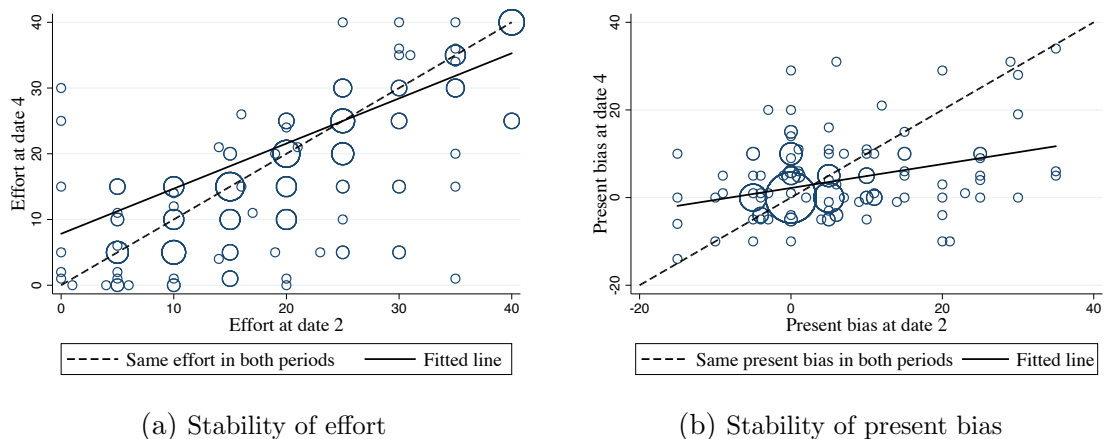 Effort at date 4
40
30
20
10
0
0 10 20 30 40
Effort at date 2
Same effort in both periods Fitted line
(a) Stability of effort
Present bias at date 4
40
20
0
-20
-20 0 20 40
Present bias at date 2
Same present bias in both periods Fitted line
(b) Stability of present bias